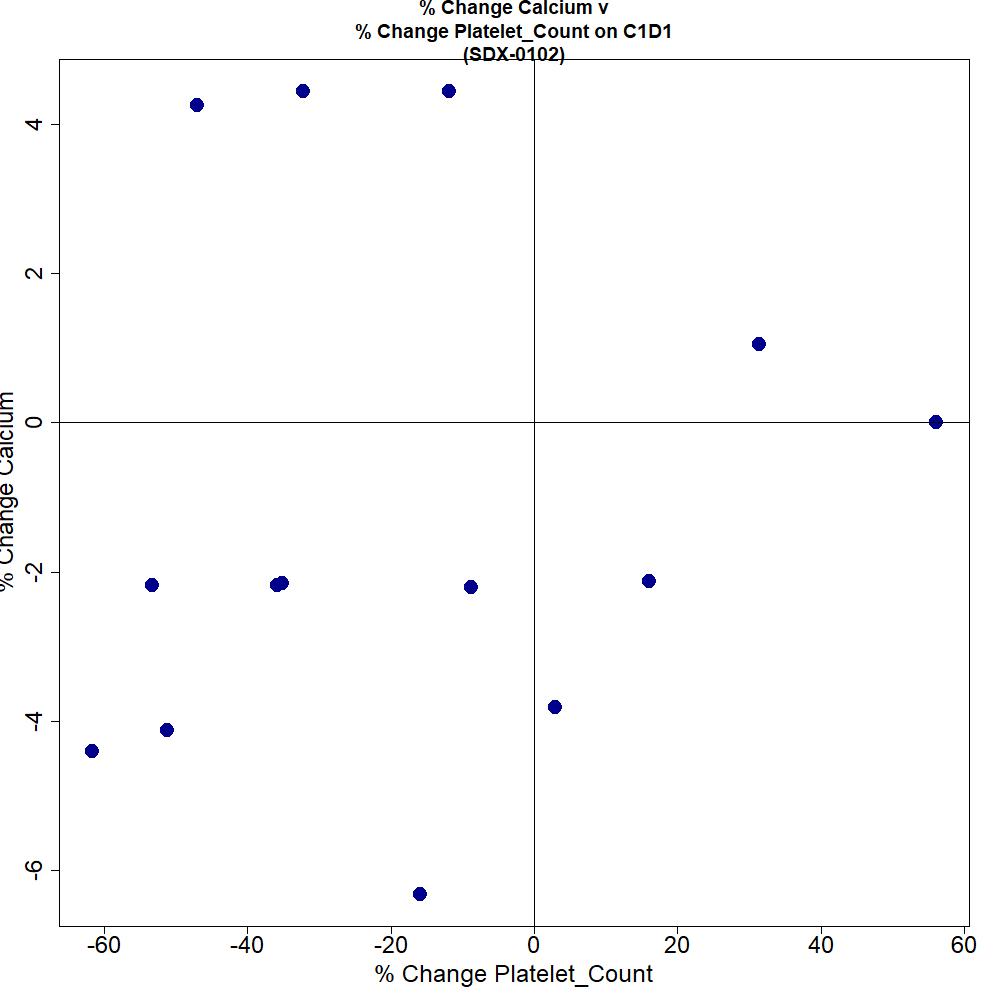 % Change Calcium v
% Change Platelet_Count on C1D1
(SDX-0102)
4
2
0
-2
-4
-6
% Change Calcium
-60 -40 -20 0 20 40 60
% Change Platelet_Count